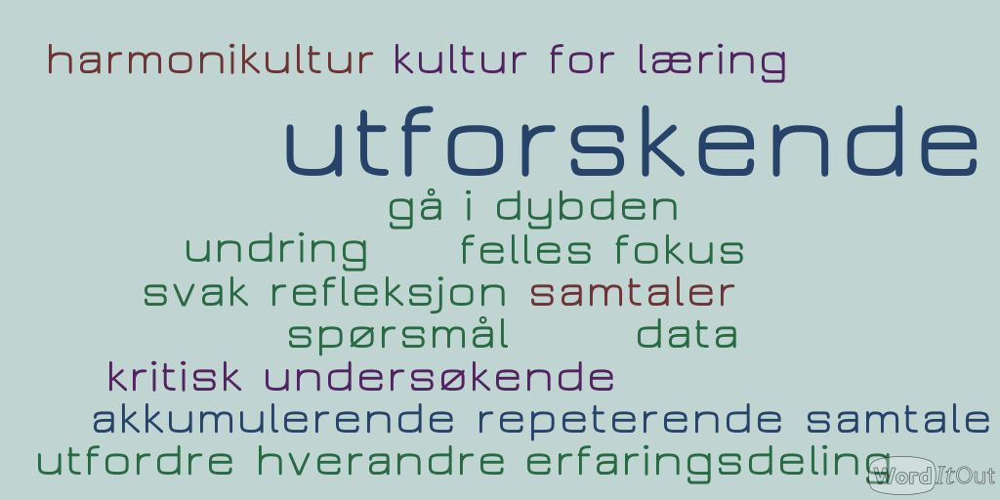 harmonikultur kultur for læring
utforskende
gå i dybden
undring felles fokus
svak refleksjon samtaler
spørsmål data
kritisk undersøkende
akkumulerende repeterende samtale
utfordre hverandre erfaringsdeling
WordItOut